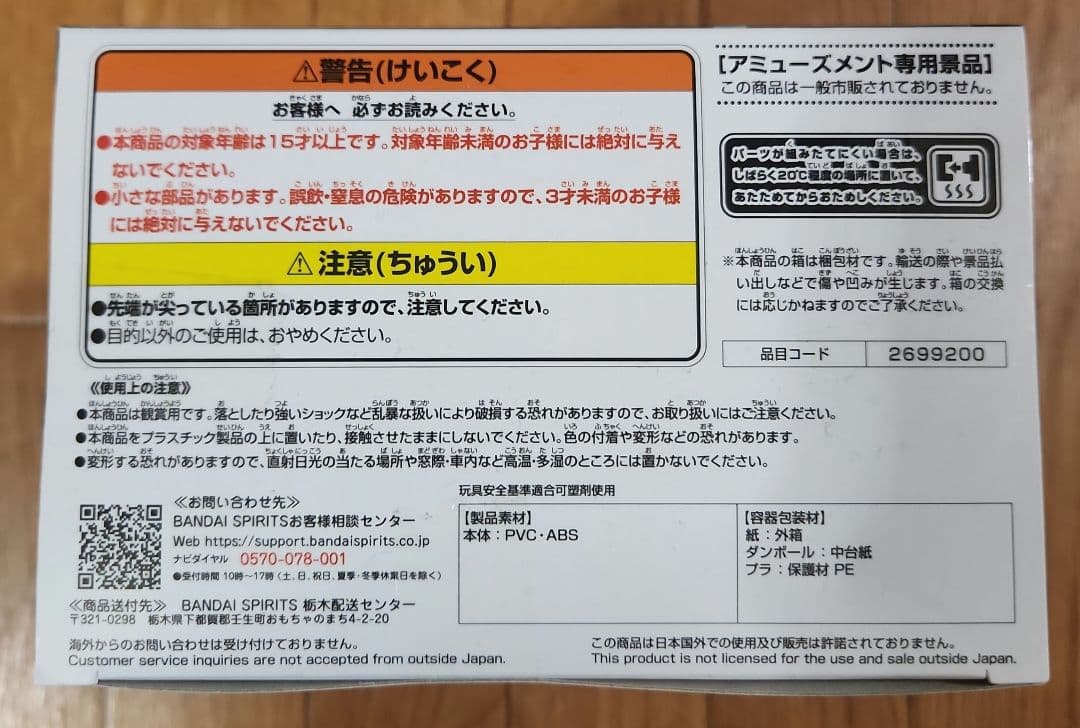 ⚠警告(けいこく)
お客様へ 必ずお読みください。
●本商品の対象年齢は15才以上です。対象年齢未満のお子様には絶対に与え
ないでください。
●小さな部品があります。誤飲・窒息の危険がありますので、3才未満のお子様
には絶対に与えないでください。
⚠注意(ちゅうい)
●先端が尖っている箇所がありますので、注意してください。
●目的以外のご使用は、おやめください。
【アミューズメント専用景品】
この商品は一般市販されておりません。
パーツが組みたてにくい場合は、
しばらく20℃程度の場所に置いて、
あたためてからおためしください。
※本商品の箱は梱包材です。輸送の際や景品払
い出しなどで傷や凹みが生じます。箱の交換
には応じかねますのでご了承ください。
品目コード 2699200
《使用上の注意》
●本商品は観賞用です。落としたり強いショックなど乱暴な扱いにより破損する恐れがありますので、お取り扱いにはご注意ください。
●本商品をプラスチック製品の上に置いたり、接触させたままにしないでください。色の付着や変形などの恐れがあります。
●変形する恐れがありますので、直射日光の当たる場所や窓際・車内など高温・多湿のところには置かないでください。
≪お問い合わせ先≫
BANDAI SPIRITSお客様相談センター
Web https://support.bandaispirits.co.jp
ナビダイヤル 0570-078-001
●受付時間 10時〜17時(土、日、祝日、夏季・冬季休業日を除く)
≪商品送付先≫ BANDAI SPIRITS 栃木配送センター
〒321-0298 栃木県下都賀郡壬生町おもちゃのまち4-2-20
玩具安全基準適合可塑剤使用
【製品素材】
本体：PVC・ABS
【容器包装材】
紙：外箱
ダンボール：中台紙
プラ：保護材 PE
海外からのお問い合わせは受け付けておりません。
Customer service inquiries are not accepted from outside Japan.
この商品は日本国外での使用及び販売は許諾されておりません。
This product is not licensed for the use and sale outside Japan.